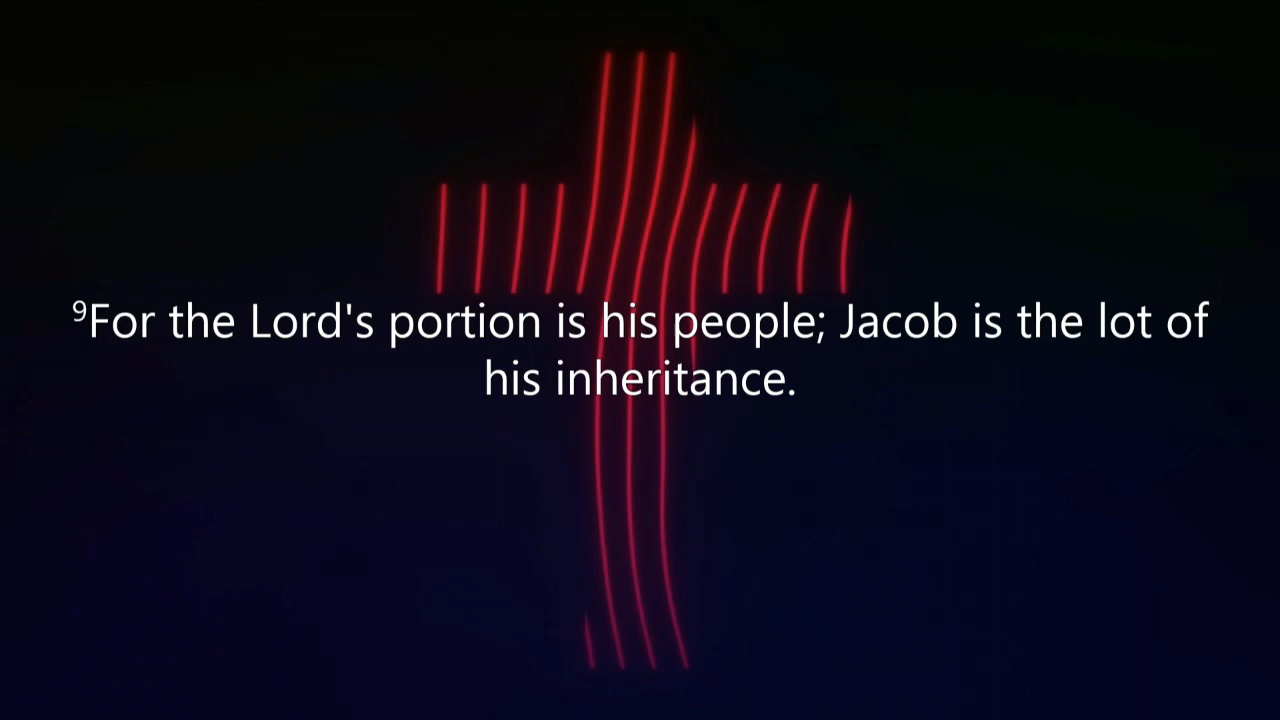 ⁹For the Lord's portion is his people; Jacob is the lot of
his inheritance.